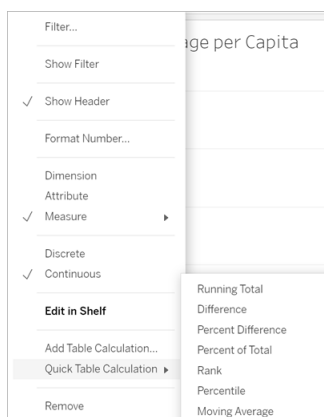 Filter...
age per Capita
Show Filter
Show Header
Format Number...
Dimension
Attribute
Measure
Discrete
Continuous
Edit in Shelf
Add Table Calculation...
Quick Table Calculation
Remove
Running Total
Difference
Percent Difference
Percent of Total
Rank
Percentile
Moving Average